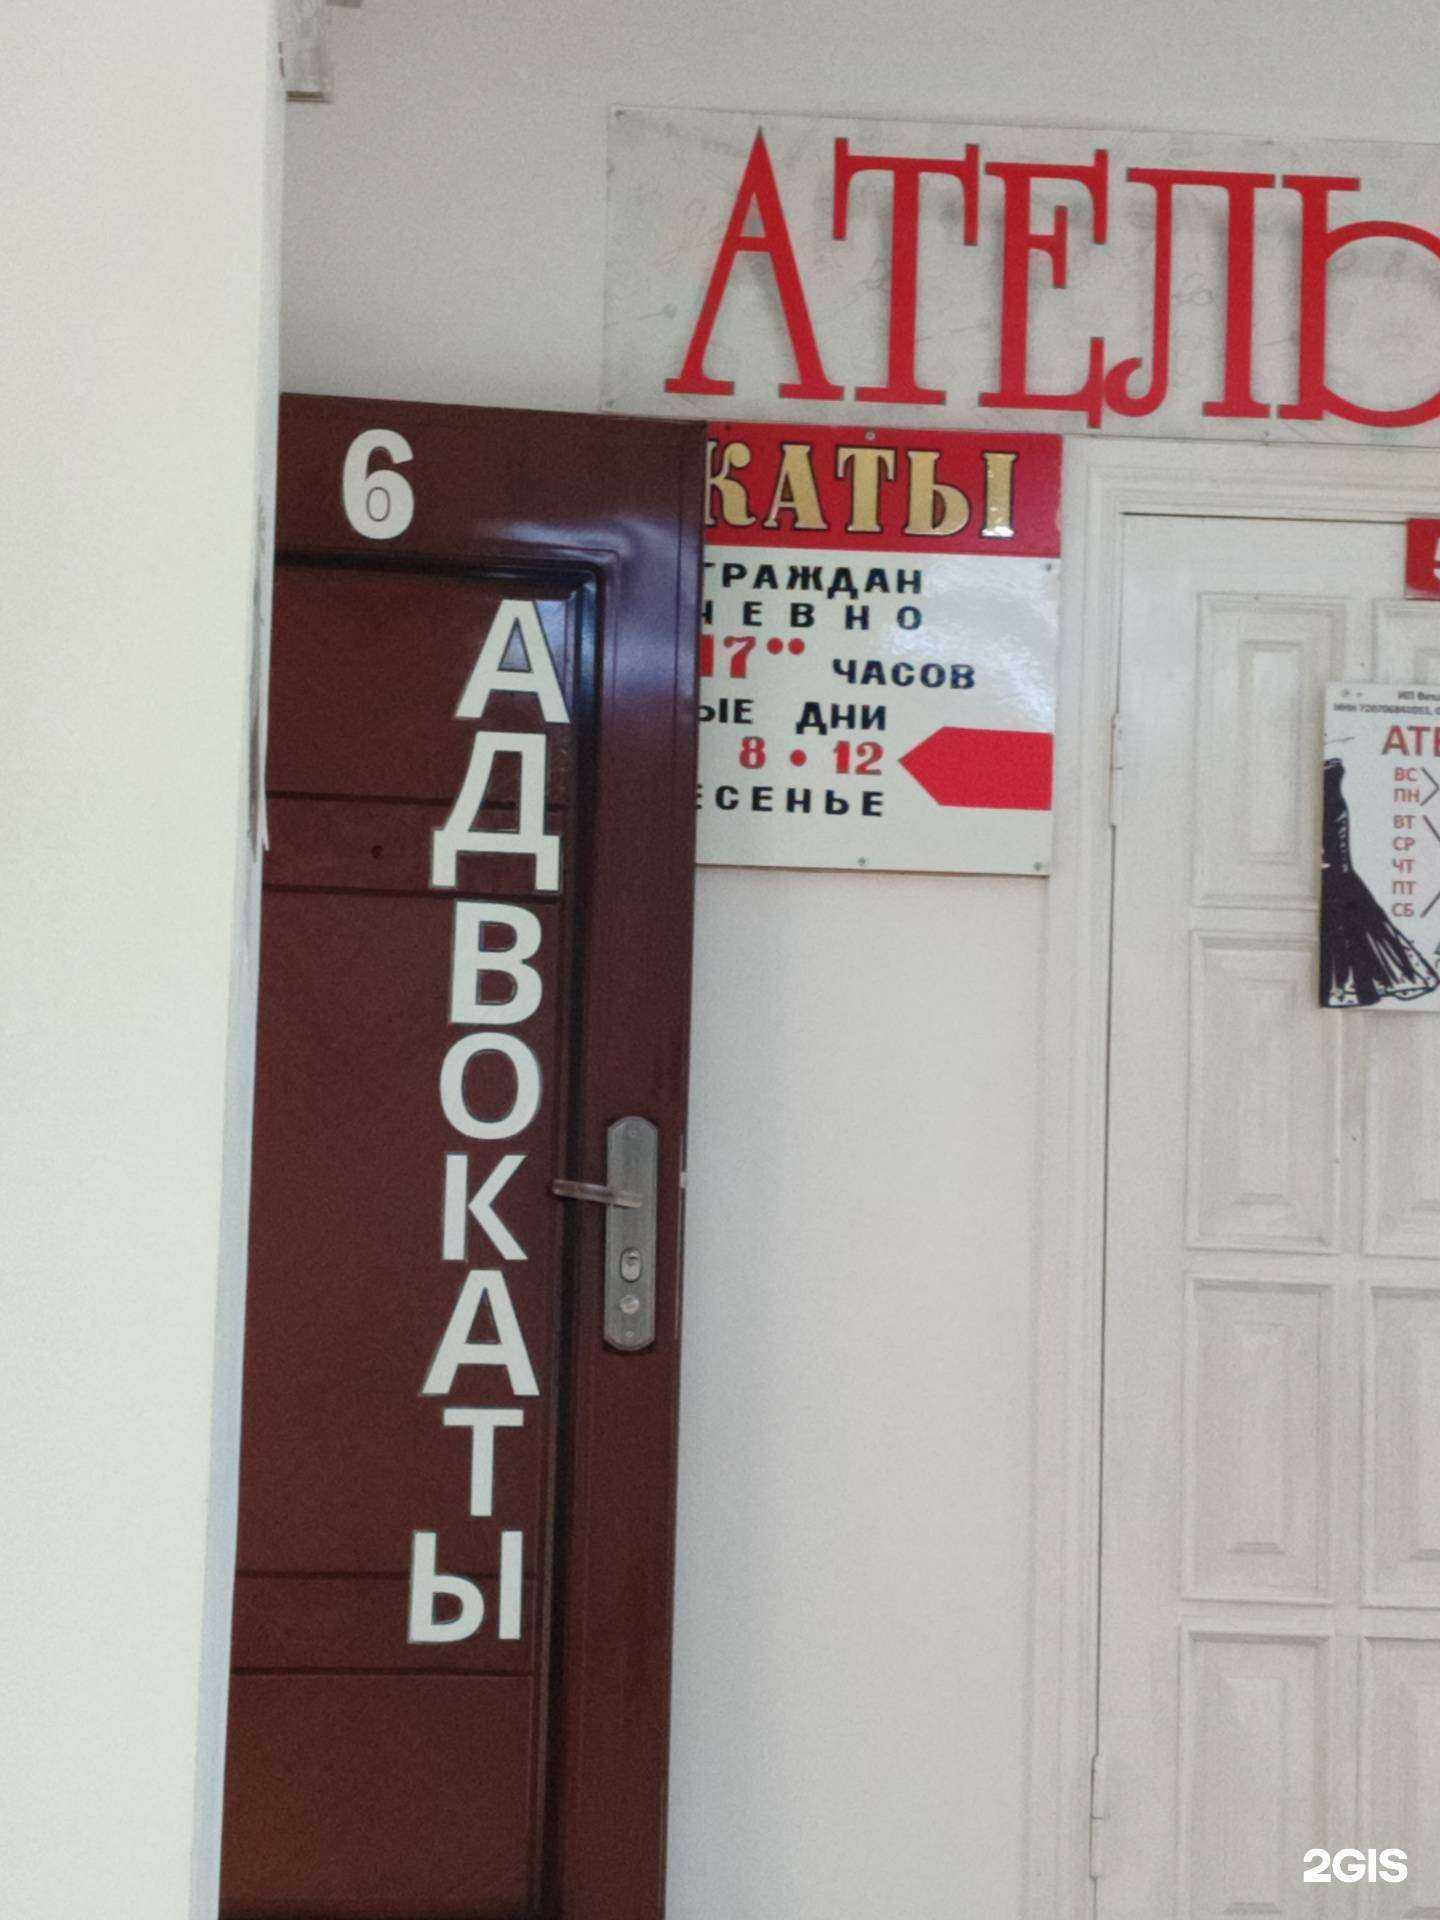 АТЕЛЬ
6
АДВОКАТЫ
КАТЫ
ГРАЖДАН
НЕВНО
17°° ЧАСОВ
ЫЕ ДНИ
8 • 12
ЕСЕНЬЕ
5
АТЕ
ВС
ПН
ВТ
СР
ЧТ
ПТ
СБ
2GIS